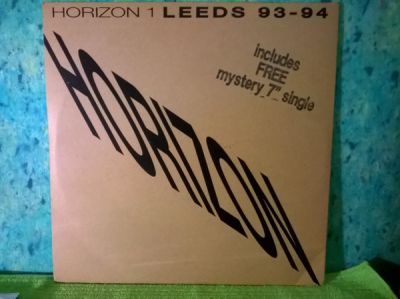 HORIZON 1 LEEDS 93-94
includes
FREE
mystery 7" single
HORIZON